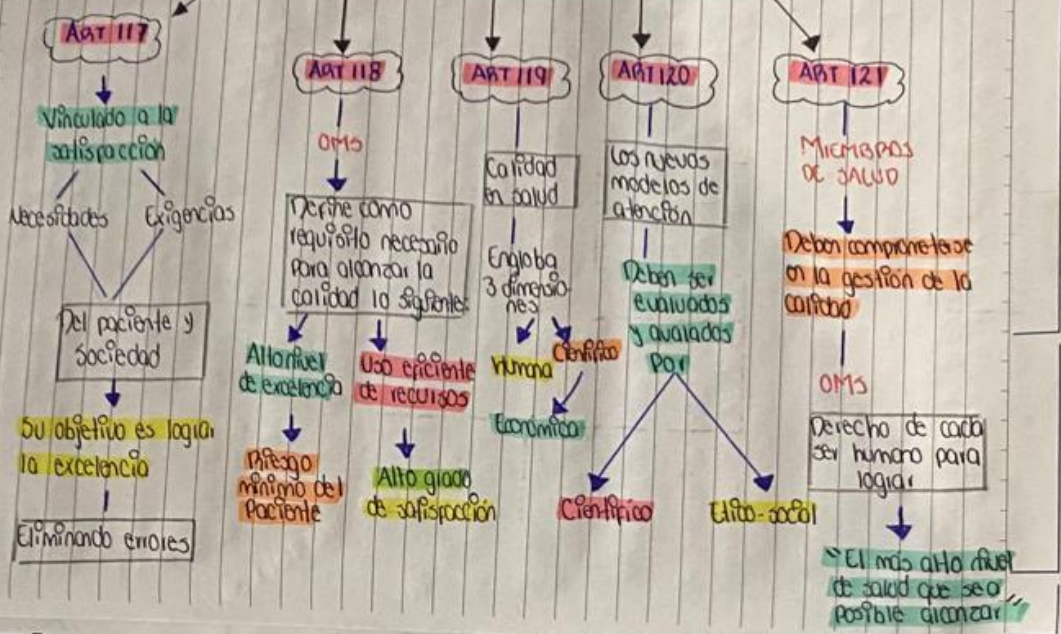 ART 117
Vinculado a la
satisfacción
Necesidades
Exigencias
Del paciente y
sociedad
Su objetivo es lograr
la excelencia
Eliminando errores
ART 118
OMS
Define como
requisito necesario
para alcanzar la
calidad lo siguiente:
Alto nivel
de excelencia
Riesgo
mínimo del
Paciente
Uso eficiente
de recursos
Alto grado
de satisfacción
ART 119
Calidad
en salud
Engloba
3 dimensio
nes
Humana
Científico
Económica
ART 120
Los nuevos
modelos de
atención
Deben ser
evaluados
y avalados
Por
Científico
Etico-social
ART 121
MIEMBROS
DE SALUD
Deben comprometerse
en la gestión de la
calidad
OMS
Derecho de cada
ser humano para
lograr
"El más alto nivel
de salud que sea
posible alcanzar"